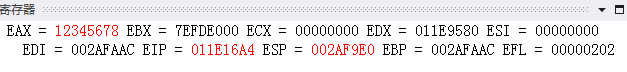 寄存器
EAX = 12345678 EBX = 7EFDE000 ECX = 00000000 EDX = 011E9580 ESI = 00000000
EDI = 002AFAAC EIP = 011E16A4 ESP = 002AF9E0 EBP = 002AFAAC EFL = 00000202